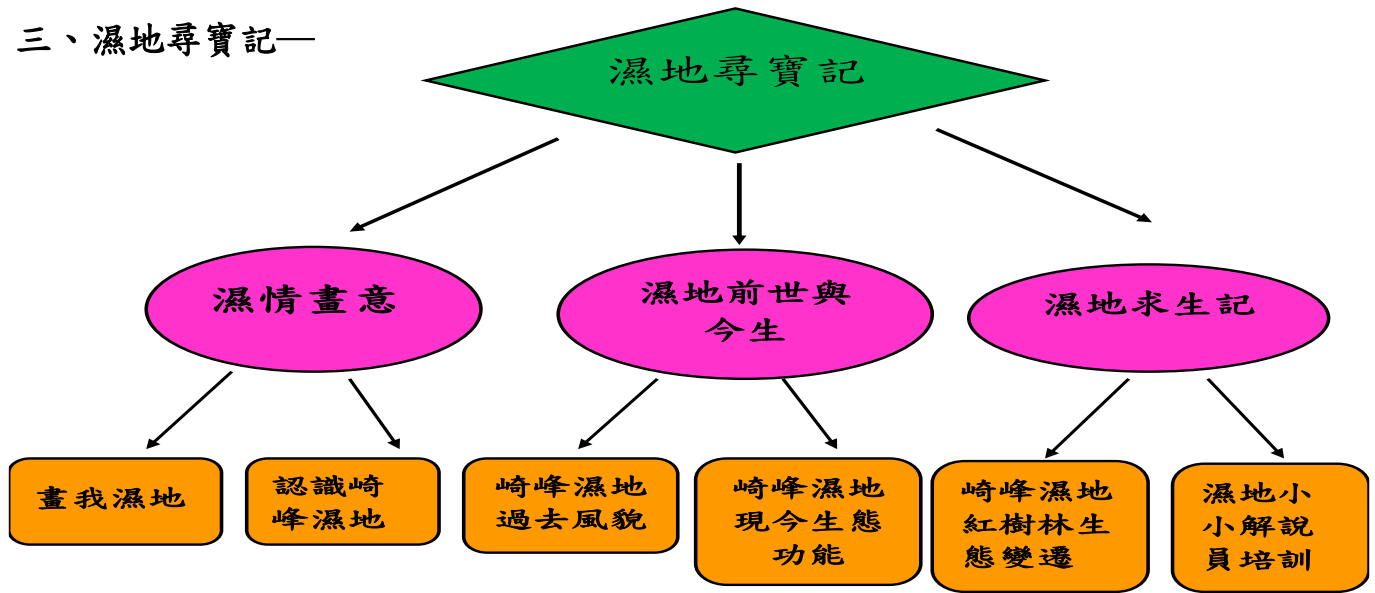 三、濕地尋寶記—
濕地尋寶記
濕情畫意
濕地前世與
今生
濕地求生記
畫我濕地
認識崎
峰濕地
崎峰濕地
過去風貌
崎峰濕地
現今生態
功能
崎峰濕地
紅樹林生
態變遷
濕地小
小解說
員培訓